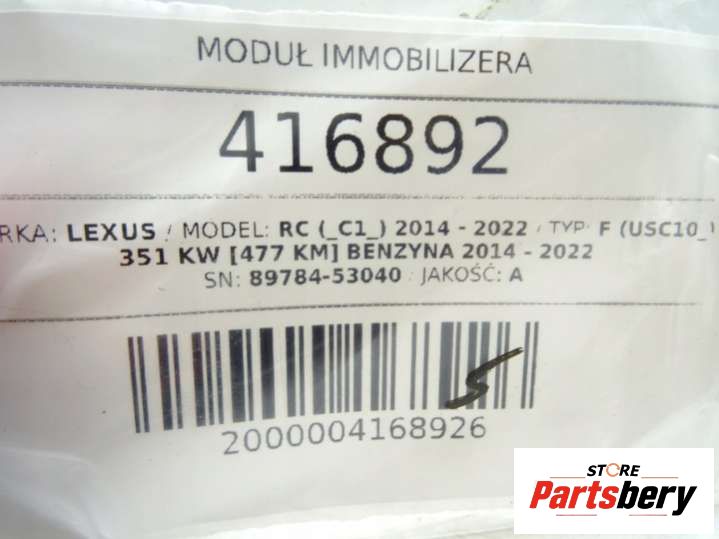 MODUŁ IMMOBILIZERA
416892
RKA: LEXUS / MODEL: RC (_C1_) 2014 - 2022 / TYP: F (USC10_)
351 KW [477 KM] BENZYNA 2014 - 2022
SN: 89784-53040 / JAKOŚĆ: A
5
2000004168926
STORE
Partsbery